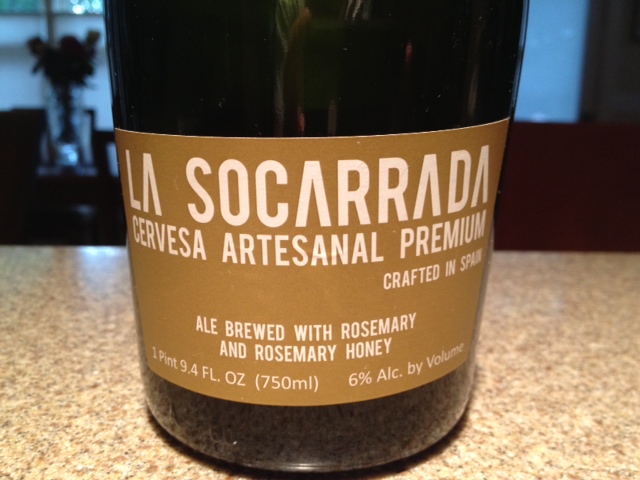 LA SOCARRADA
CERVESA ARTESANAL PREMIUM
CRAFTED IN SPAIN
ALE BREWED WITH ROSEMARY
AND ROSEMARY HONEY
1 Pint 9.4 FL. OZ (750ml) 6% Alc. by Volume